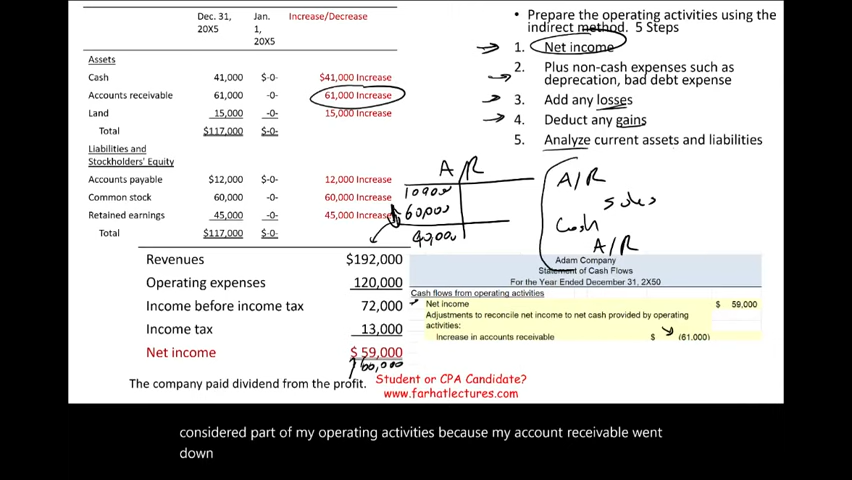 Dec. 31, 20X5 Jan. 1, 20X5 Increase/Decrease
Assets
Cash 41,000 $-0- $41,000 Increase
Accounts receivable 61,000 -0- 61,000 Increase
Land 15,000 -0- 15,000 Increase
Total $117,000 $-0-
Liabilities and
Stockholders' Equity
Accounts payable $12,000 $-0- 12,000 Increase
Common stock 60,000 -0- 60,000 Increase
Retained earnings 45,000 -0- 45,000 Increase
Total $117,000 $-0-
Revenues $192,000
Operating expenses 120,000
Income before income tax 72,000
Income tax 13,000
Net income $ 59,000
100,000
The company paid dividend from the profit.
Student or CPA Candidate?
www.farhatlectures.com
• Prepare the operating activities using the
indirect method. 5 Steps
1. Net income
2. Plus non-cash expenses such as
deprecation, bad debt expense
3. Add any losses
4. Deduct any gains
5. Analyze current assets and liabilities
A/R
60,000
A/R
Sales
Cash
A/R
Adam Company
Statement of Cash Flows
For the Year Ended December 31, 2X50
Cash flows from operating activities
Net income $ 59,000
Adjustments to reconcile net income to net cash provided by operating
activities:
Increase in accounts receivable $ (61,000)
considered part of my operating activities because my account receivable went
down